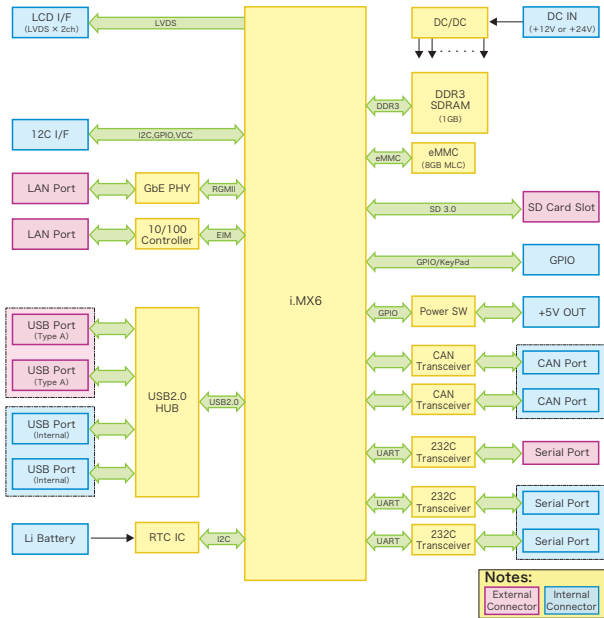 LCD I/F
(LVDS × 2ch)
LVDS
DC/DC
DC IN
(+12V or +24V)
DDR3
DDR3
SDRAM
(1GB)
12C I/F
I2C,GPIO,VCC
eMMC
eMMC
(8GB MLC)
LAN Port
GbE PHY
RGMII
SD 3.0
SD Card Slot
LAN Port
10/100
Controller
EIM
GPIO/KeyPad
GPIO
i.MX6
GPIO
Power SW
+5V OUT
USB Port
(Type A)
USB Port
(Type A)
USB Port
(Internal)
USB Port
(Internal)
USB2.0
HUB
USB2.0
CAN
Transceiver
CAN Port
CAN
Transceiver
CAN Port
UART
232C
Transceiver
Serial Port
UART
232C
Transceiver
Serial Port
UART
232C
Transceiver
Serial Port
Li Battery
RTC IC
I2C
Notes:
External
Connector
Internal
Connector